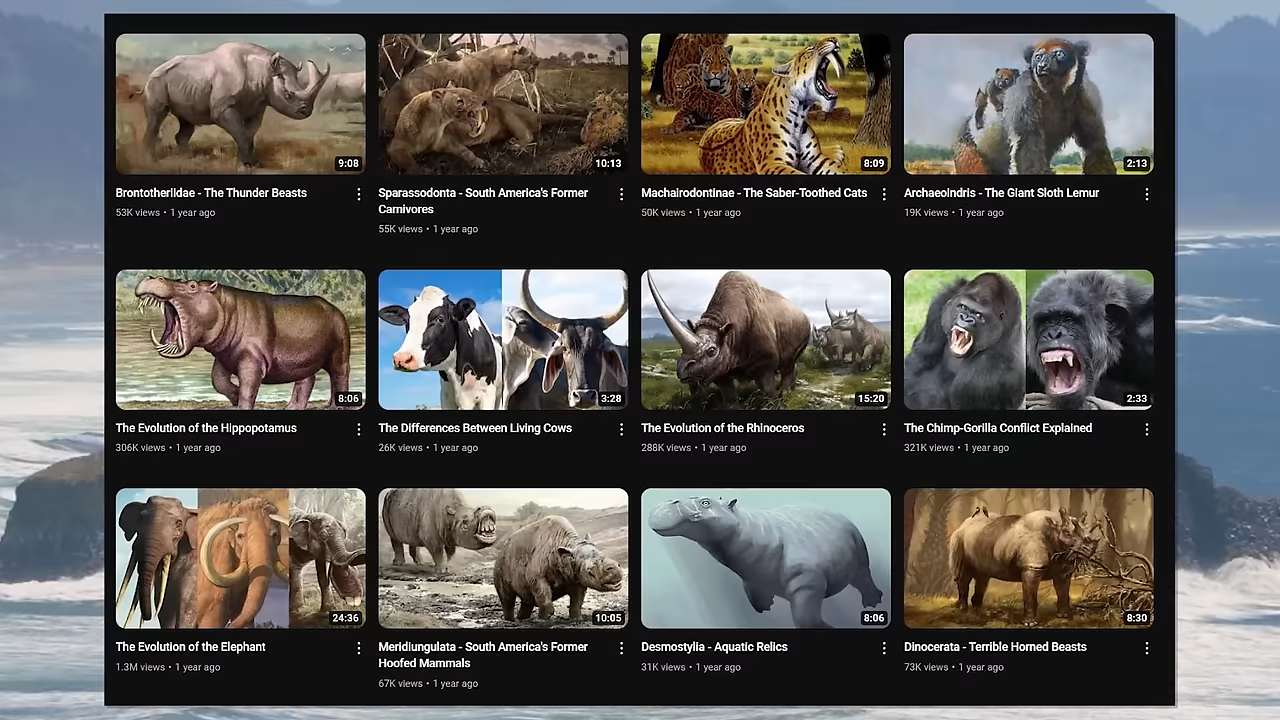 9:08
10:13
8:09
2:13
Brontotheriidae - The Thunder Beasts
53K views • 1 year ago
Sparassodonta - South America's Former
Carnivores
55K views • 1 year ago
Machairodontinae - The Saber-Toothed Cats
50K views • 1 year ago
Archaeoindris - The Giant Sloth Lemur
19K views • 1 year ago
8:06
3:28
15:20
2:33
The Evolution of the Hippopotamus
306K views • 1 year ago
The Differences Between Living Cows
26K views • 1 year ago
The Evolution of the Rhinoceros
288K views • 1 year ago
The Chimp-Gorilla Conflict Explained
321K views • 1 year ago
24:36
10:05
8:06
8:30
The Evolution of the Elephant
1.3M views • 1 year ago
Meridiungulata - South America's Former
Hoofed Mammals
67K views • 1 year ago
Desmostylia - Aquatic Relics
31K views • 1 year ago
Dinocerata - Terrible Horned Beasts
73K views • 1 year ago